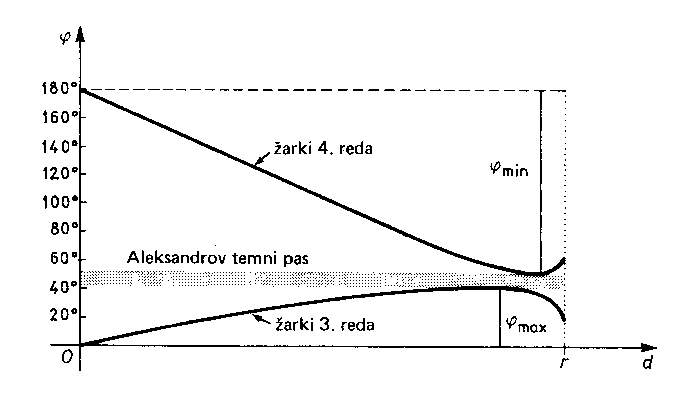 φ
180°
160°
140°
120°
100°
80°
60°
40°
20°
O
žarki 4. reda
φmin
Aleksandrov temni pas
žarki 3. reda
φmax
r
d